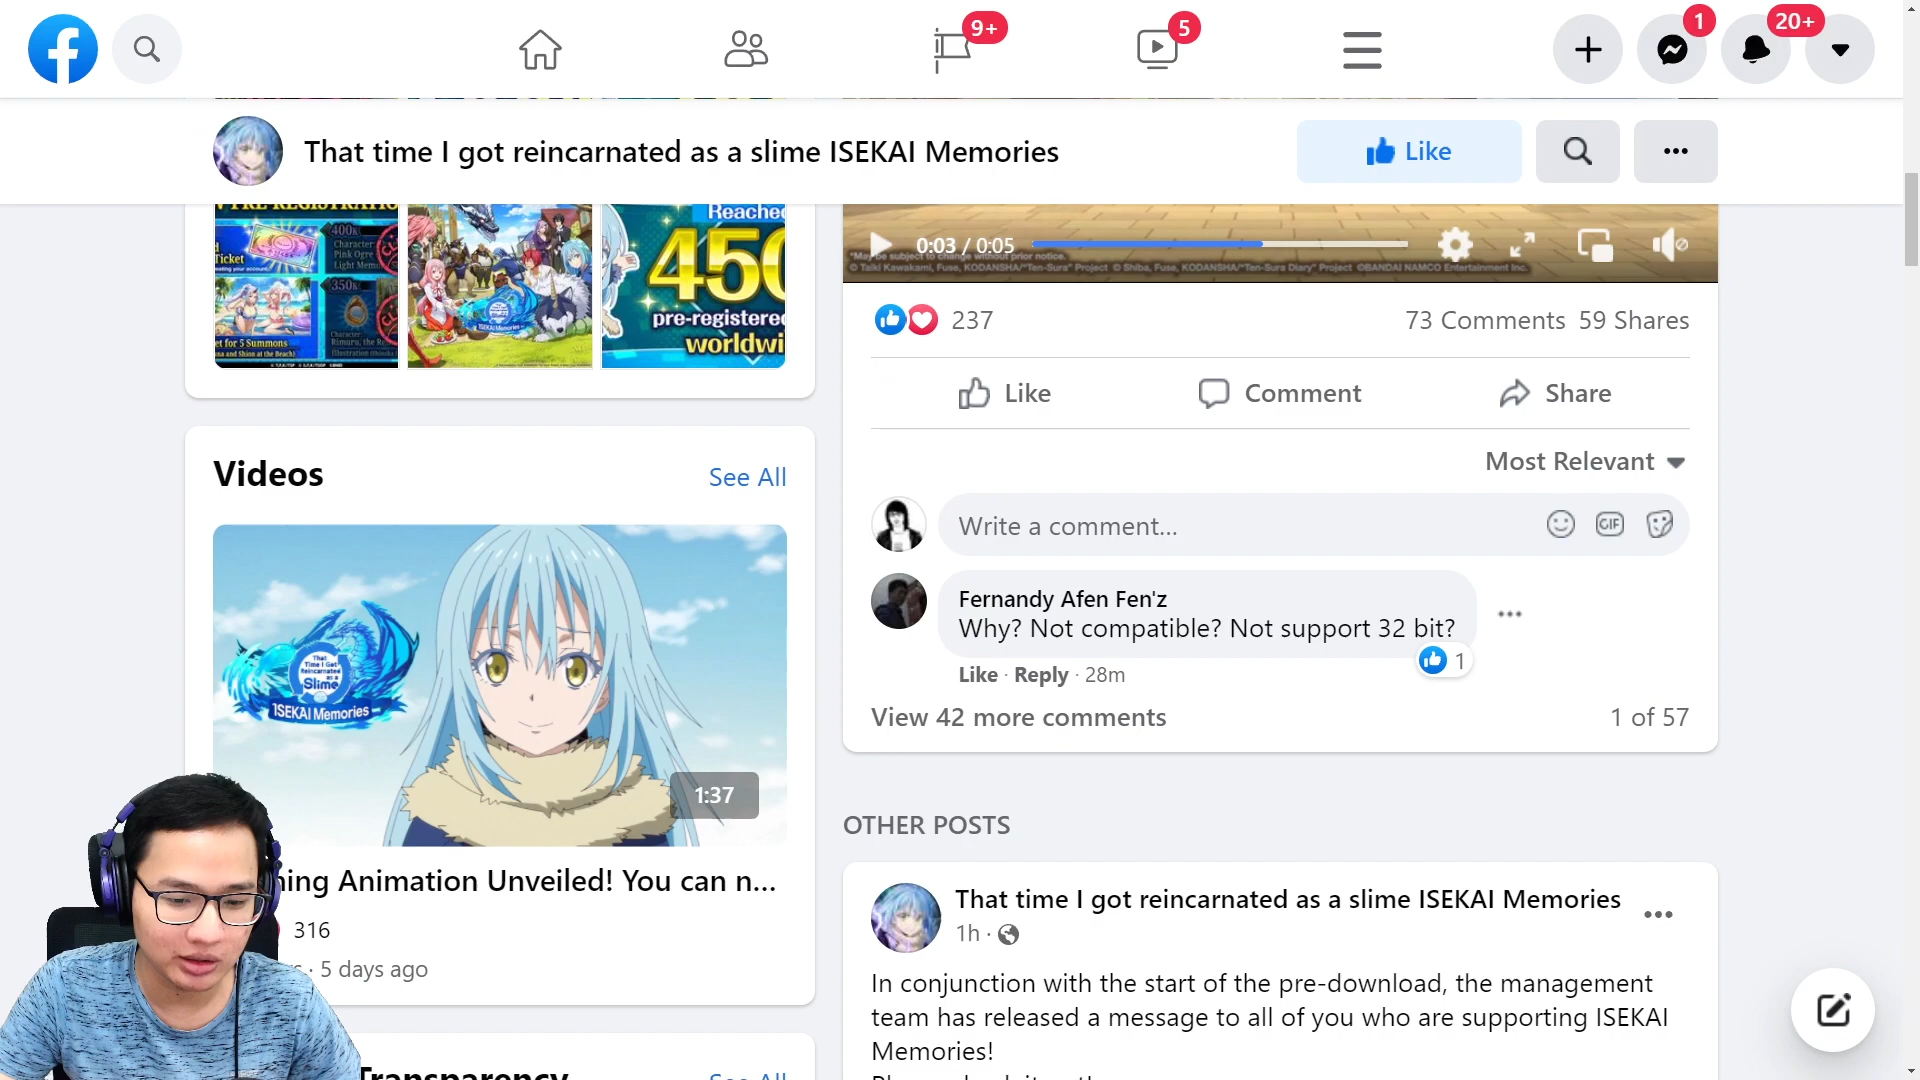 9+
5
1
20+
That time I got reincarnated as a slime ISEKAI Memories
Like
400K
Character:
Pink Ogre
Ticket
350K
Character:
et for 5 Summons
and Shion at the Beach)
ISEKAI Memories
Reached
450
pre-registered
worldwi
0:03 / 0:05
*May be subject to change without prior notice.
© Taiki Kawakami, Fuse, KODANSHA/"Ten-Sura" Project © Shiba, Fuse, KODANSHA/"Ten-Sura Diary" Project ©BANDAI NAMCO Entertainment Inc.
237
73 Comments 59 Shares
Like
Comment
Share
Most Relevant
Write a comment...
GIF
Fernandy Afen Fen'z
Why? Not compatible? Not support 32 bit?
1
Like · Reply · 28m
View 42 more comments
1 of 57
Videos
See All
That
Time I Got
Reincarnated
as a
Slime
ISEKAI Memories
1:37
ning Animation Unveiled! You can n...
316
5 days ago
Transparency
See All
OTHER POSTS
That time I got reincarnated as a slime ISEKAI Memories
1h ·
In conjunction with the start of the pre-download, the management
team has released a message to all of you who are supporting ISEKAI
Memories!